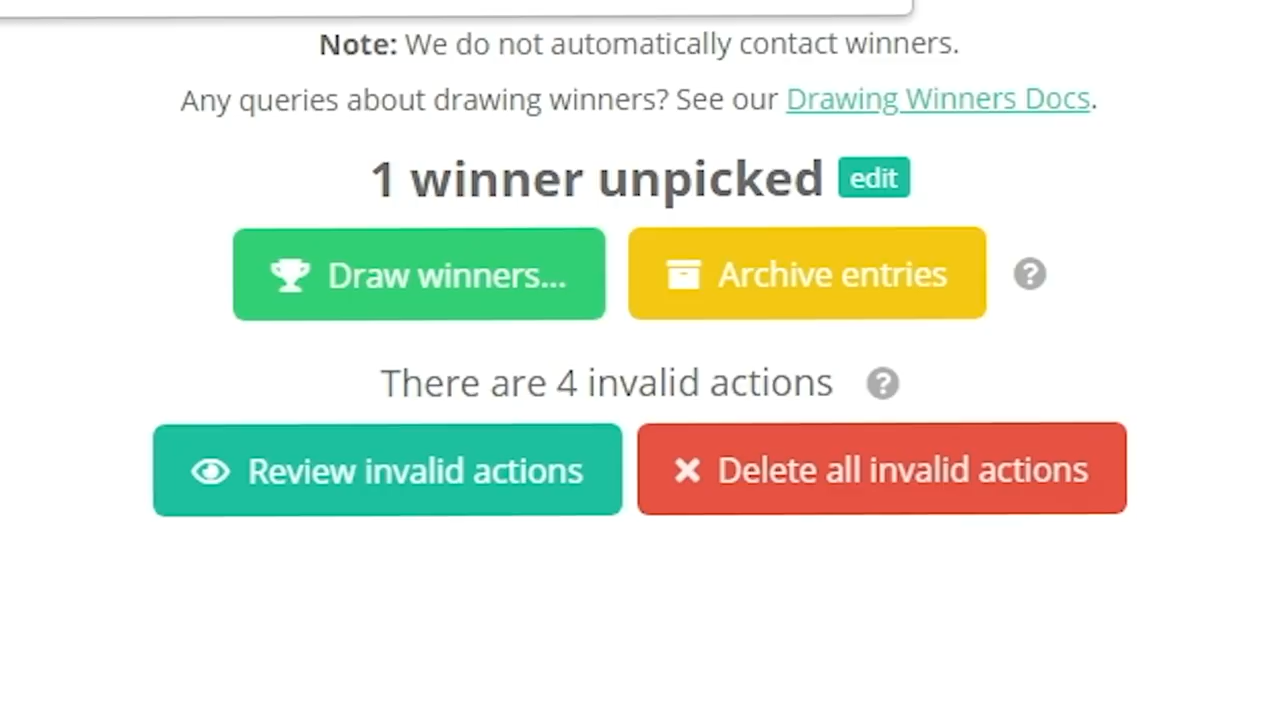 Note: We do not automatically contact winners.
Any queries about drawing winners? See our Drawing Winners Docs.
1 winner unpicked edit
Draw winners... Archive entries ?
There are 4 invalid actions ?
Review invalid actions Delete all invalid actions